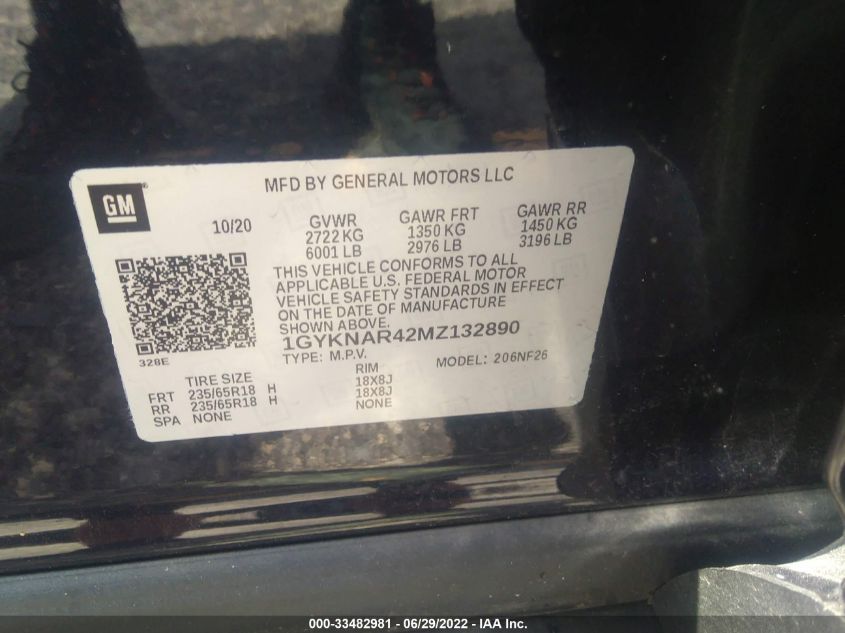 MFD BY GENERAL MOTORS LLC
GM
10/20
GVWR
2722 KG
6001 LB
GAWR FRT
1350 KG
2976 LB
GAWR RR
1450 KG
3196 LB
THIS VEHICLE CONFORMS TO ALL
APPLICABLE U.S. FEDERAL MOTOR
VEHICLE SAFETY STANDARDS IN EFFECT
ON THE DATE OF MANUFACTURE
SHOWN ABOVE.
328E
1GYKNAR42MZ132890
TYPE: M.P.V. MODEL: 206NF26
TIRE SIZE RIM
FRT 235/65R18 H 18X8J
RR 235/65R18 H 18X8J
SPA NONE NONE
000-33482981 - 06/29/2022 - IAA Inc.